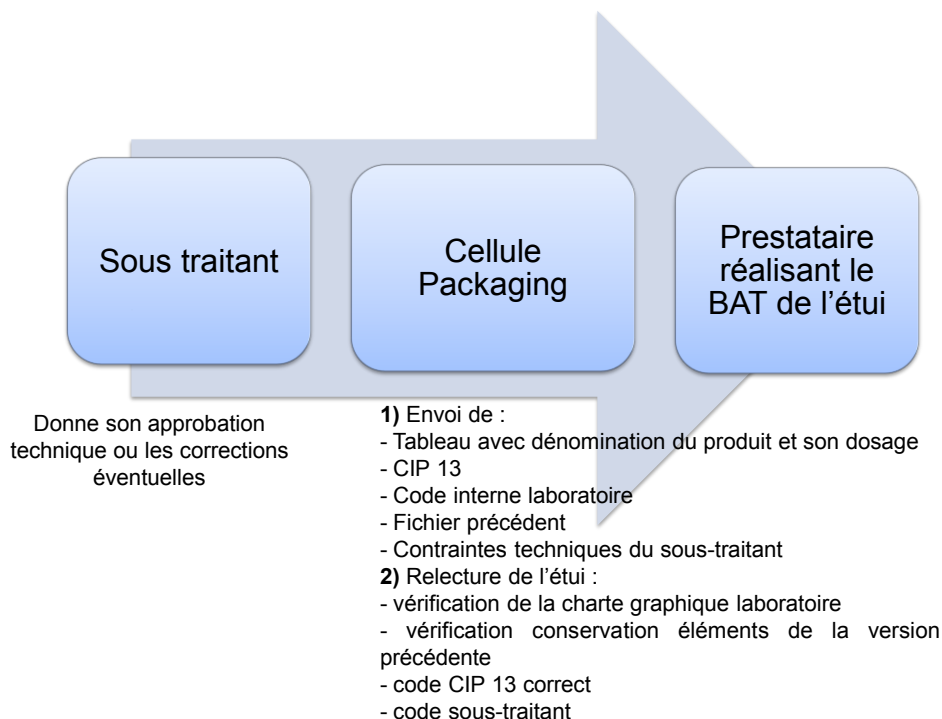 Sous traitant
Cellule
Packaging
Prestataire
réalisant le
BAT de l’étui
Donne son approbation
technique ou les corrections
éventuelles
1) Envoi de :
- Tableau avec dénomination du produit et son dosage
- CIP 13
- Code interne laboratoire
- Fichier précédent
- Contraintes techniques du sous-traitant
2) Relecture de l’étui :
- vérification de la charte graphique laboratoire
- vérification conservation éléments de la version
précédente
- code CIP 13 correct
- code sous-traitant